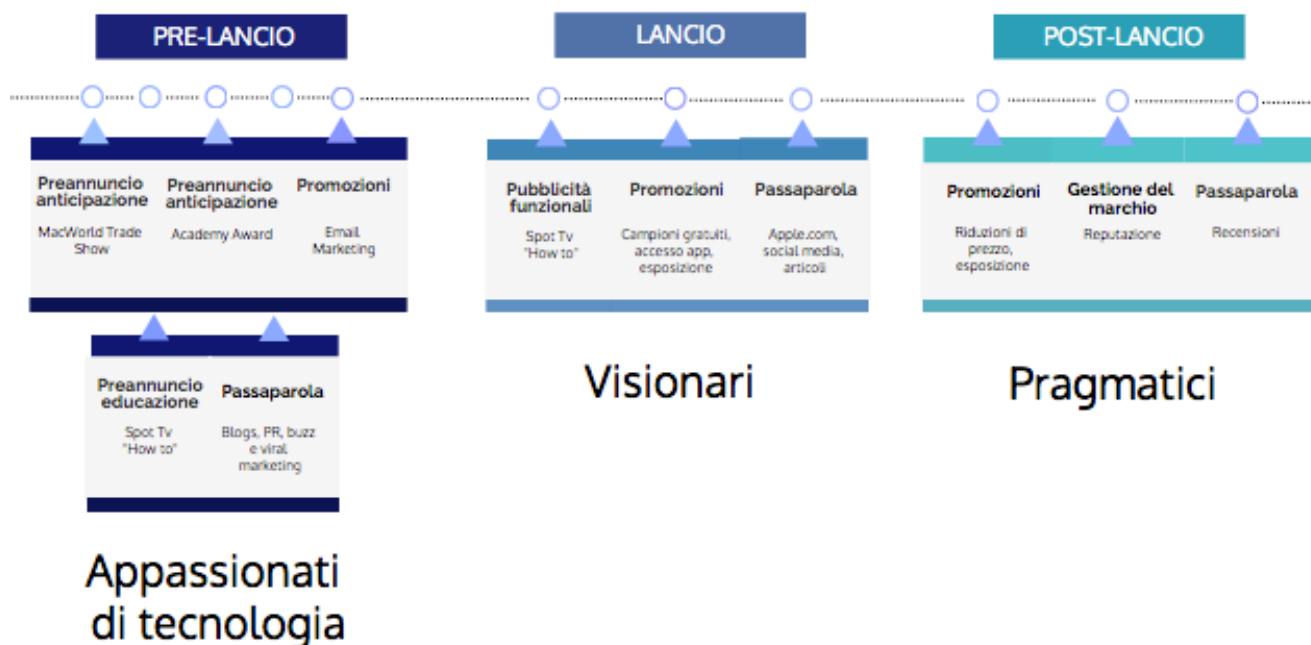 PRE-LANCIO
LANCIO
POST-LANCIO
Preannuncio
anticipazione
MacWorld Trade
Show
Preannuncio
anticipazione
Academy Award
Promozioni
Email
Marketing
Preannuncio
educazione
Spot Tv
"How to"
Passaparola
Blogs, PR, buzz
e viral
marketing
Appassionati
di tecnologia
Pubblicità
funzionali
Spot Tv
"How to"
Promozioni
Campioni gratuiti,
accesso app,
esposizione
Passaparola
Apple.com,
social media,
articoli
Visionari
Promozioni
Riduzioni di
prezzo,
esposizione
Gestione del
marchio
Reputazione
Passaparola
Recensioni
Pragmatici